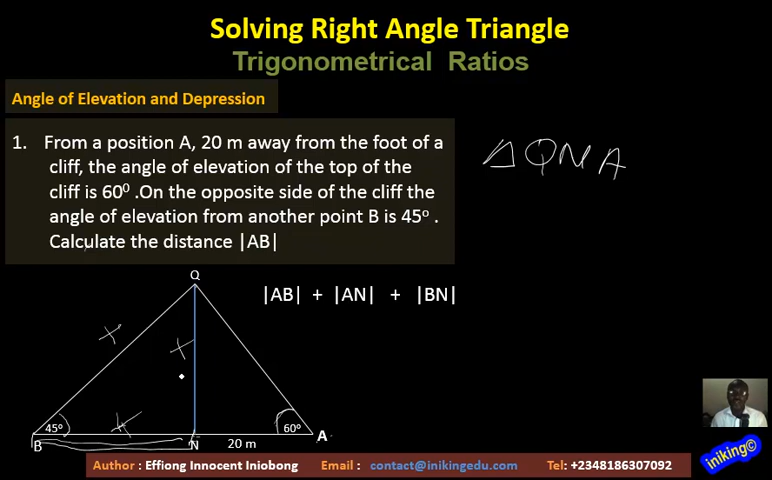 Solving Right Angle Triangle
Trigonometrical Ratios
Angle of Elevation and Depression
1. From a position A, 20 m away from the foot of a
cliff, the angle of elevation of the top of the
cliff is 60⁰ .On the opposite side of the cliff the
angle of elevation from another point B is 45° .
Calculate the distance |AB|
△ QNA
Q
|AB| + |AN| + |BN|
45⁰
60⁰
B
N
20 m
A
Author : Effiong Innocent Iniobong Email : contact@inikingedu.com Tel: +2348186307092
iniking©